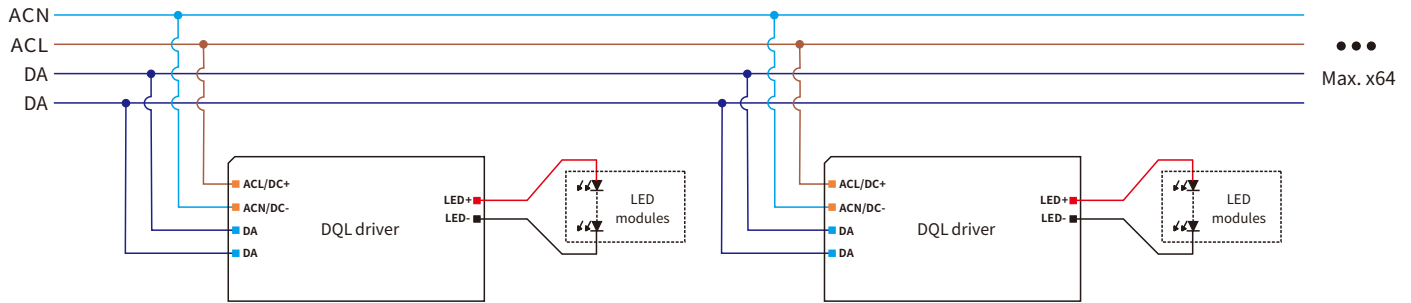 ACN
ACL
DA
DA
Max. x64
ACL/DC+
ACN/DC-
DA
DA
DQL driver
LED+
LED-
LED
modules
ACL/DC+
ACN/DC-
DA
DA
DQL driver
LED+
LED-
LED
modules